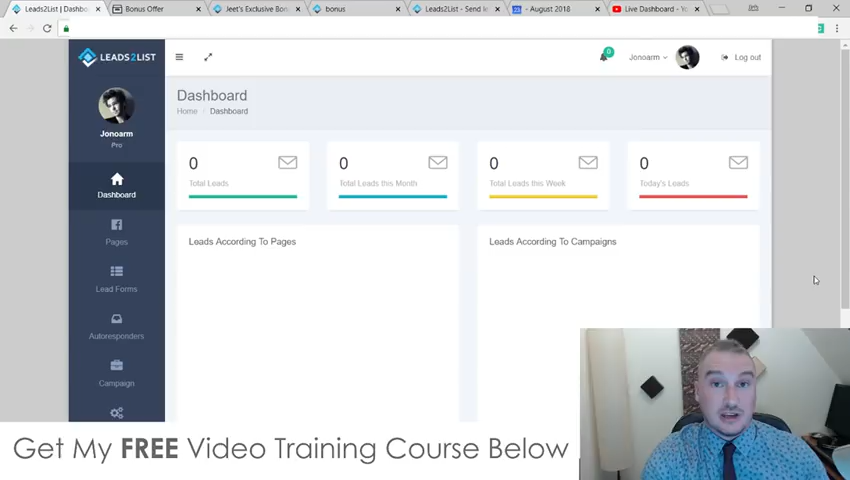 Leads2List | Dashbo
Bonus Offer
Jeet's Exclusive Bon
bonus
Leads2List - Send le
- August 2018
Live Dashboard - Yo
LEADS2LIST
0
Jonoarm
Log out
Jonoarm
Pro
Dashboard
Home
Dashboard
0
Total Leads
0
Total Leads this Month
0
Total Leads this Week
0
Today's Leads
Dashboard
Pages
Lead Forms
Autoresponders
Campaign
Leads According To Pages
Leads According To Campaigns
Get My FREE Video Training Course Below